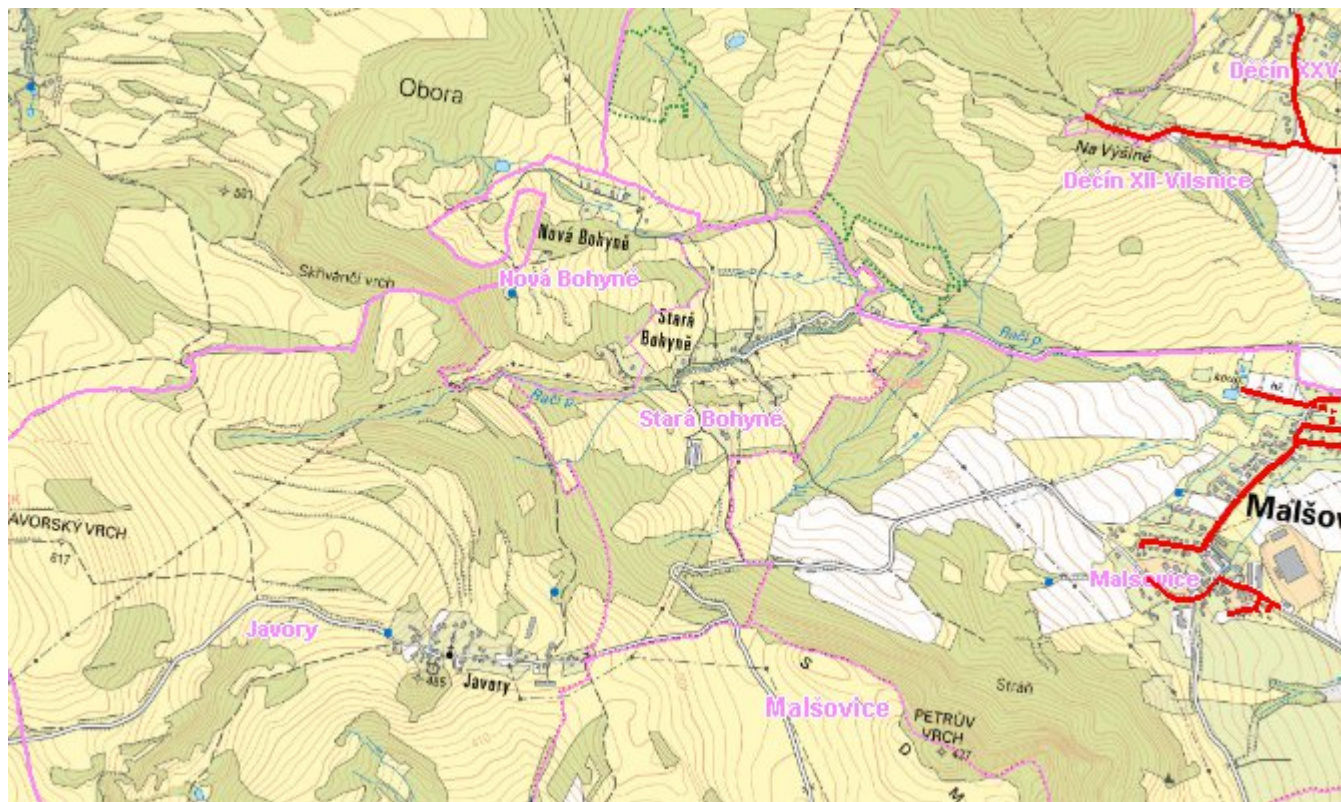 Děčín XXV
Obora
Na Výšině
Děčín XII-Vilsnice
Nová Bohyně
Skřivánčí vrch
Nová Bohyně
Stará
Bohyně
Račí p.
Račí p.
Stará Bohyně
AVORSKÝ VRCH
617
Malšov
Malšovice
Javory
485
Javory
S
Stráň
Malšovice
PETRŮV
VRCH
437
D
M